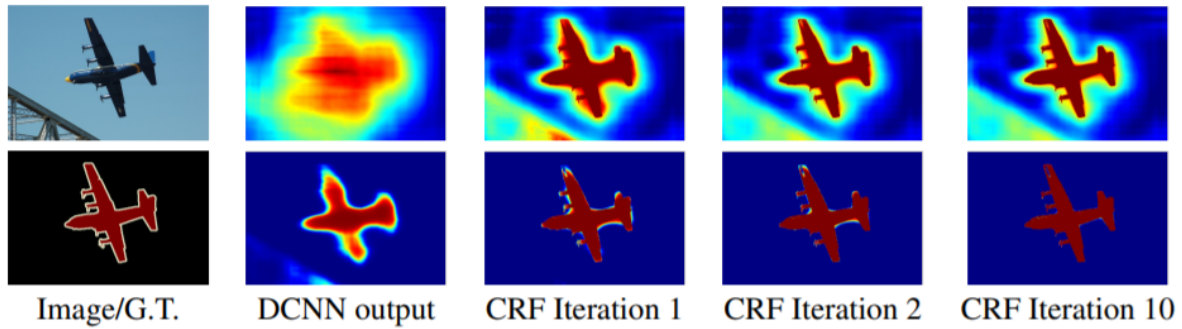 Image/G.T.
DCNN output
CRF Iteration 1
CRF Iteration 2
CRF Iteration 10